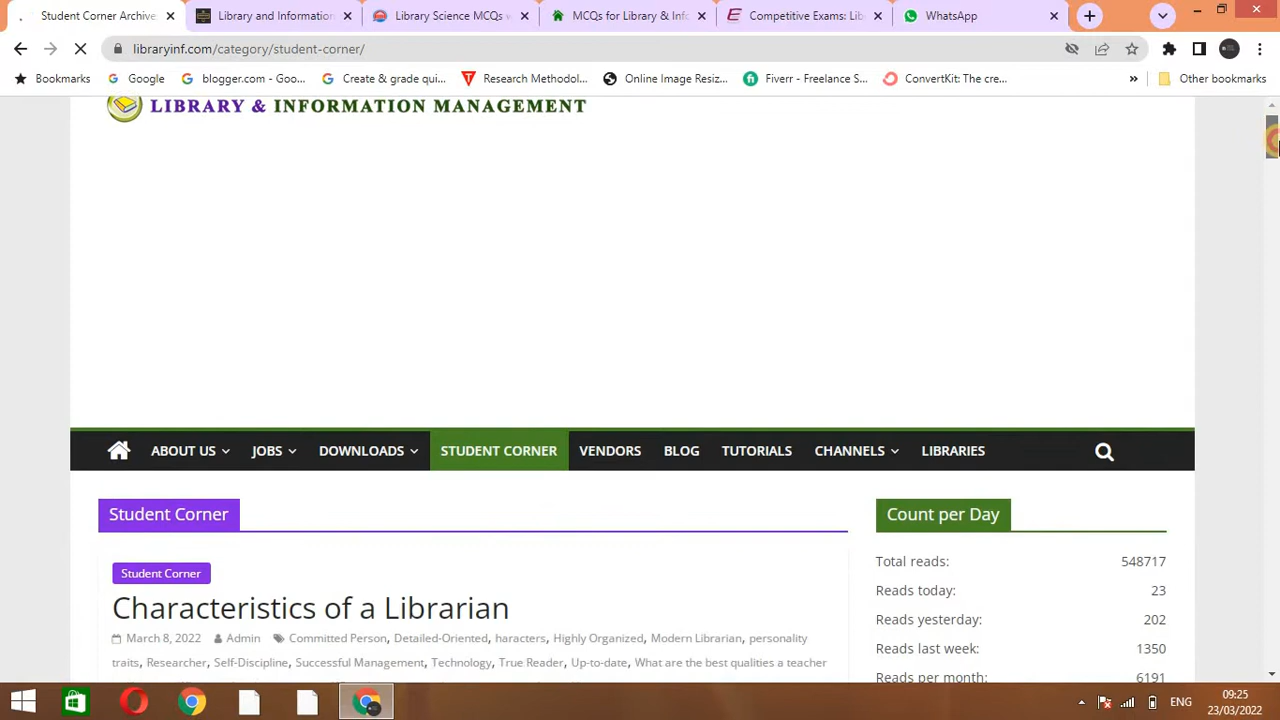 Student Corner Archive
Library and Information
Library Science MCQs w
MCQs for Library & Info
Competitive Exams: Lib
WhatsApp
libraryinf.com/category/student-corner/
Bookmarks
Google
blogger.com - Goo...
Create & grade qui...
Research Methodol...
Online Image Resiz...
Fiverr - Freelance S...
ConvertKit: The cre...
»
Other bookmarks
LIBRARY & INFORMATION MANAGEMENT
ABOUT US JOBS DOWNLOADS STUDENT CORNER VENDORS BLOG TUTORIALS CHANNELS LIBRARIES
Student Corner
Student Corner
Characteristics of a Librarian
March 8, 2022 Admin Committed Person, Detailed-Oriented, haracters, Highly Organized, Modern Librarian, personality
traits, Researcher, Self-Discipline, Successful Management, Technology, True Reader, Up-to-date, What are the best qualities a teacher
Count per Day
Total reads: 548717
Reads today: 23
Reads yesterday: 202
Reads last week: 1350
Reads per month: 6191
ENG
09:25
23/03/2022